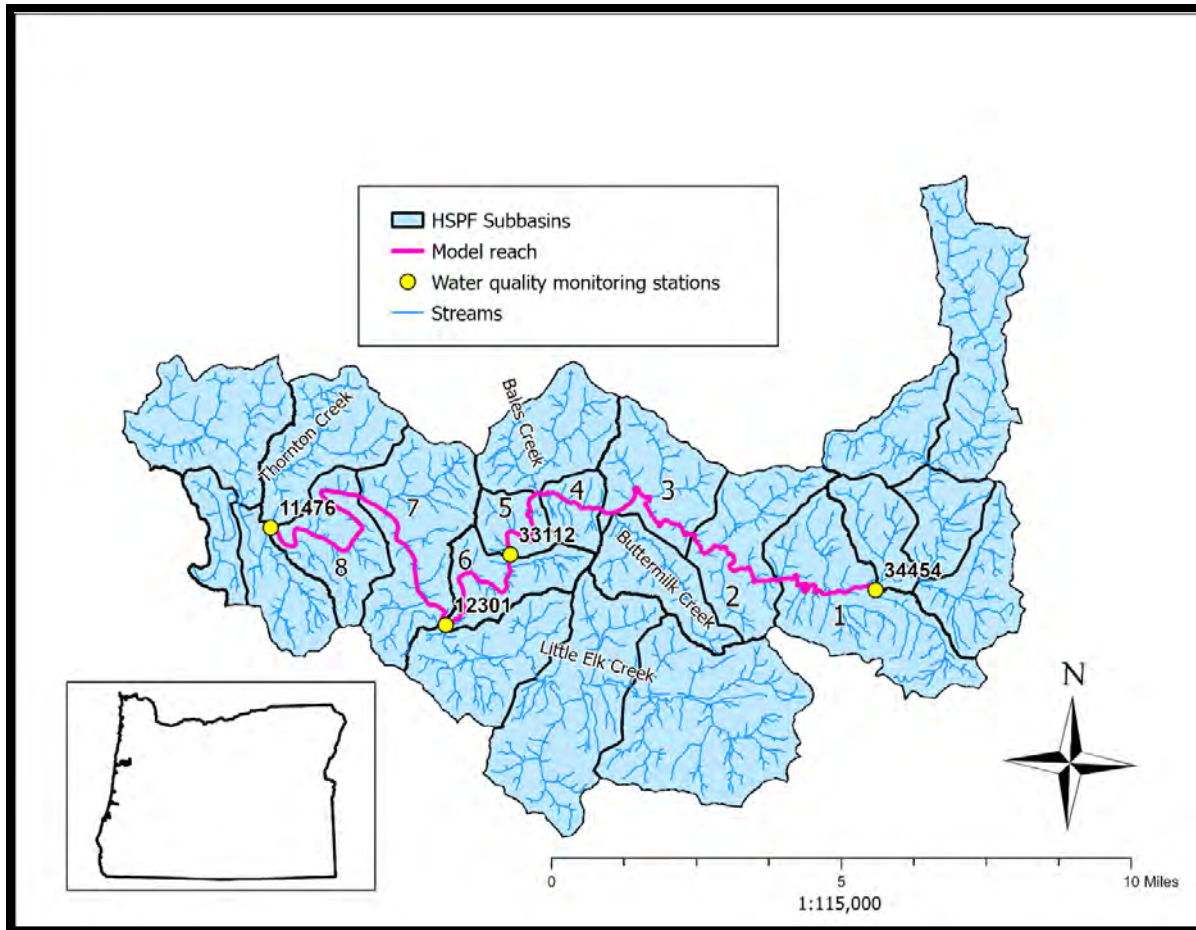 HSPF Subbasins
Model reach
Water quality monitoring stations
Streams
Thornton Creek
Bales Creek
11476
7
5
4
3
33112
8
6
Buttermilk Creek
34454
12301
2
1
Little Elk Creek
N
0
5
10 Miles
1:115,000